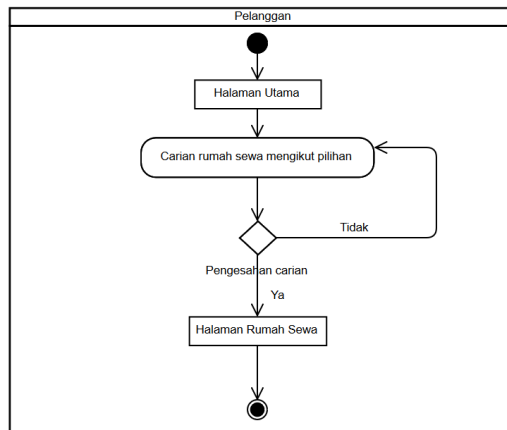 Pelanggan
Halaman Utama
Carian rumah sewa mengikut pilihan
Tidak
Pengesahan carian
Ya
Halaman Rumah Sewa